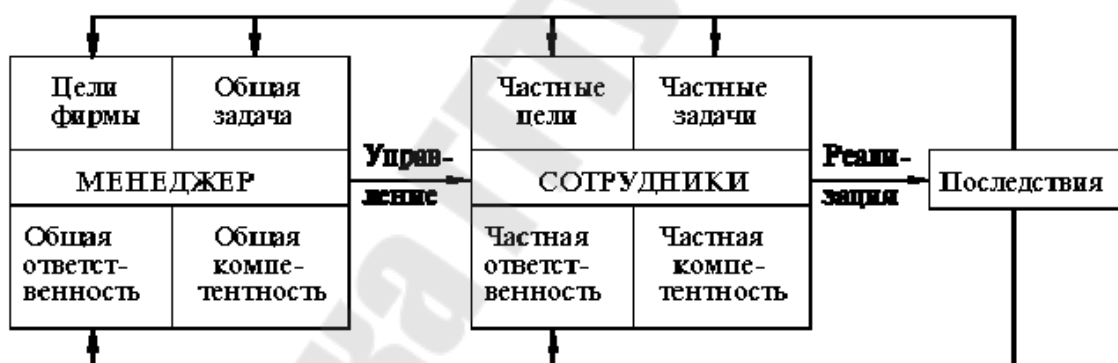 Цели
фирмы
Общая
задача
МЕНЕДЖЕР
Общая
ответст-
венность
Общая
компе-
тентность
Управ-
ление
Частные
цели
Частные
задачи
СОТРУДНИКИ
Частная
ответст-
венность
Частная
компе-
тентность
Реали-
зация
Последствия